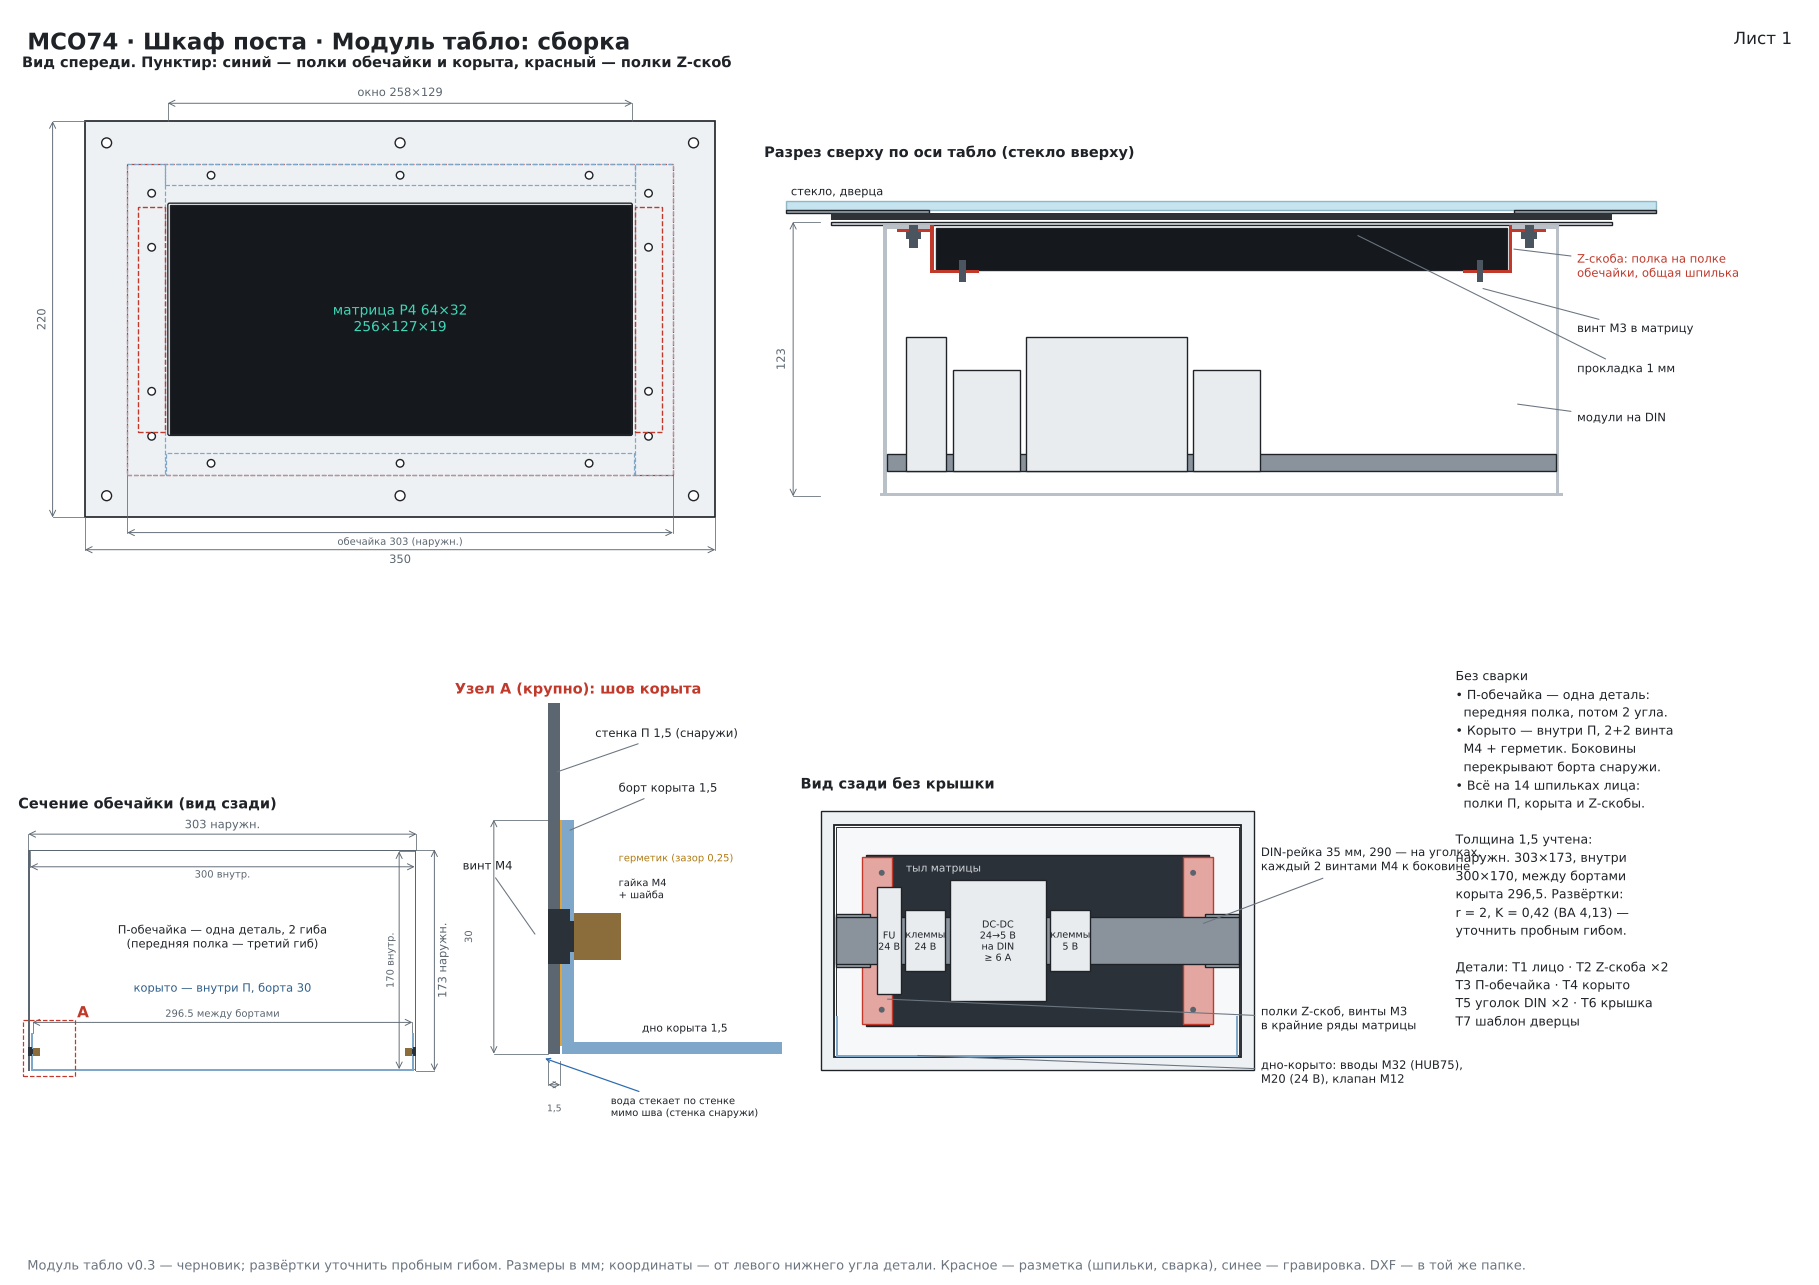 МСО74 · Шкаф поста · Модуль табло: сборка
Лист 1
Вид спереди. Пунктир: синий — полки обечайки и корыта, красный — полки Z-скоб
окно 258×129
220
матрица P4 64×32
256×127×19
обечайка 303 (наружн.)
350
Разрез сверху по оси табло (стекло вверху)
стекло, дверца
123
Z-скоба: полка на полке
обечайки, общая шпилька
винт М3 в матрицу
прокладка 1 мм
модули на DIN
Сечение обечайки (вид сзади)
303 наружн.
300 внутр.
П-обечайка — одна деталь, 2 гиба
(передняя полка — третий гиб)
корыто — внутри П, борта 30
296.5 между бортами
170 внутр.
173 наружн.
А
Узел А (крупно): шов корыта
стенка П 1,5 (снаружи)
борт корыта 1,5
винт М4
герметик (зазор 0,25)
гайка М4
+ шайба
30
дно корыта 1,5
1,5
вода стекает по стенке
мимо шва (стенка снаружи)
Вид сзади без крышки
тыл матрицы
FU
24 В
клеммы
24 В
DC-DC
24→5 В
на DIN
≥ 6 А
клеммы
5 В
DIN-рейка 35 мм, 290 — на уголках,
каждый 2 винтами М4 к боковине
полки Z-скоб, винты М3
в крайние ряды матрицы
дно-корыто: вводы М32 (HUB75),
М20 (24 В), клапан М12
Без сварки
• П-обечайка — одна деталь:
передняя полка, потом 2 угла.
• Корыто — внутри П, 2+2 винта
М4 + герметик. Боковины
перекрывают борта снаружи.
• Всё на 14 шпильках лица:
полки П, корыта и Z-скобы.
Толщина 1,5 учтена:
наружн. 303×173, внутри
300×170, между бортами
корыта 296,5. Развёртки:
r = 2, K = 0,42 (BA 4,13) —
уточнить пробным гибом.
Детали: Т1 лицо · Т2 Z-скоба ×2
Т3 П-обечайка · Т4 корыто
Т5 уголок DIN ×2 · Т6 крышка
Т7 шаблон дверцы
Модуль табло v0.3 — черновик; развёртки уточнить пробным гибом. Размеры в мм; координаты — от левого нижнего угла детали. Красное — разметка (шпильки, сварка), синее — гравировка. DXF — в той же папке.